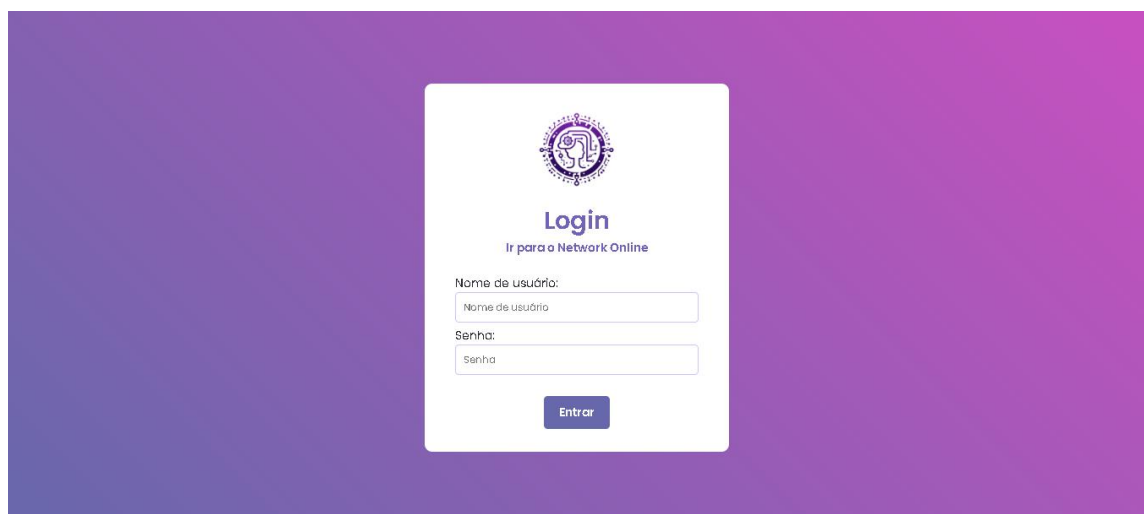 Login
Ir para o Network Online
Nome de usuário:
Nome de usuário
Senha:
Senha
Entrar